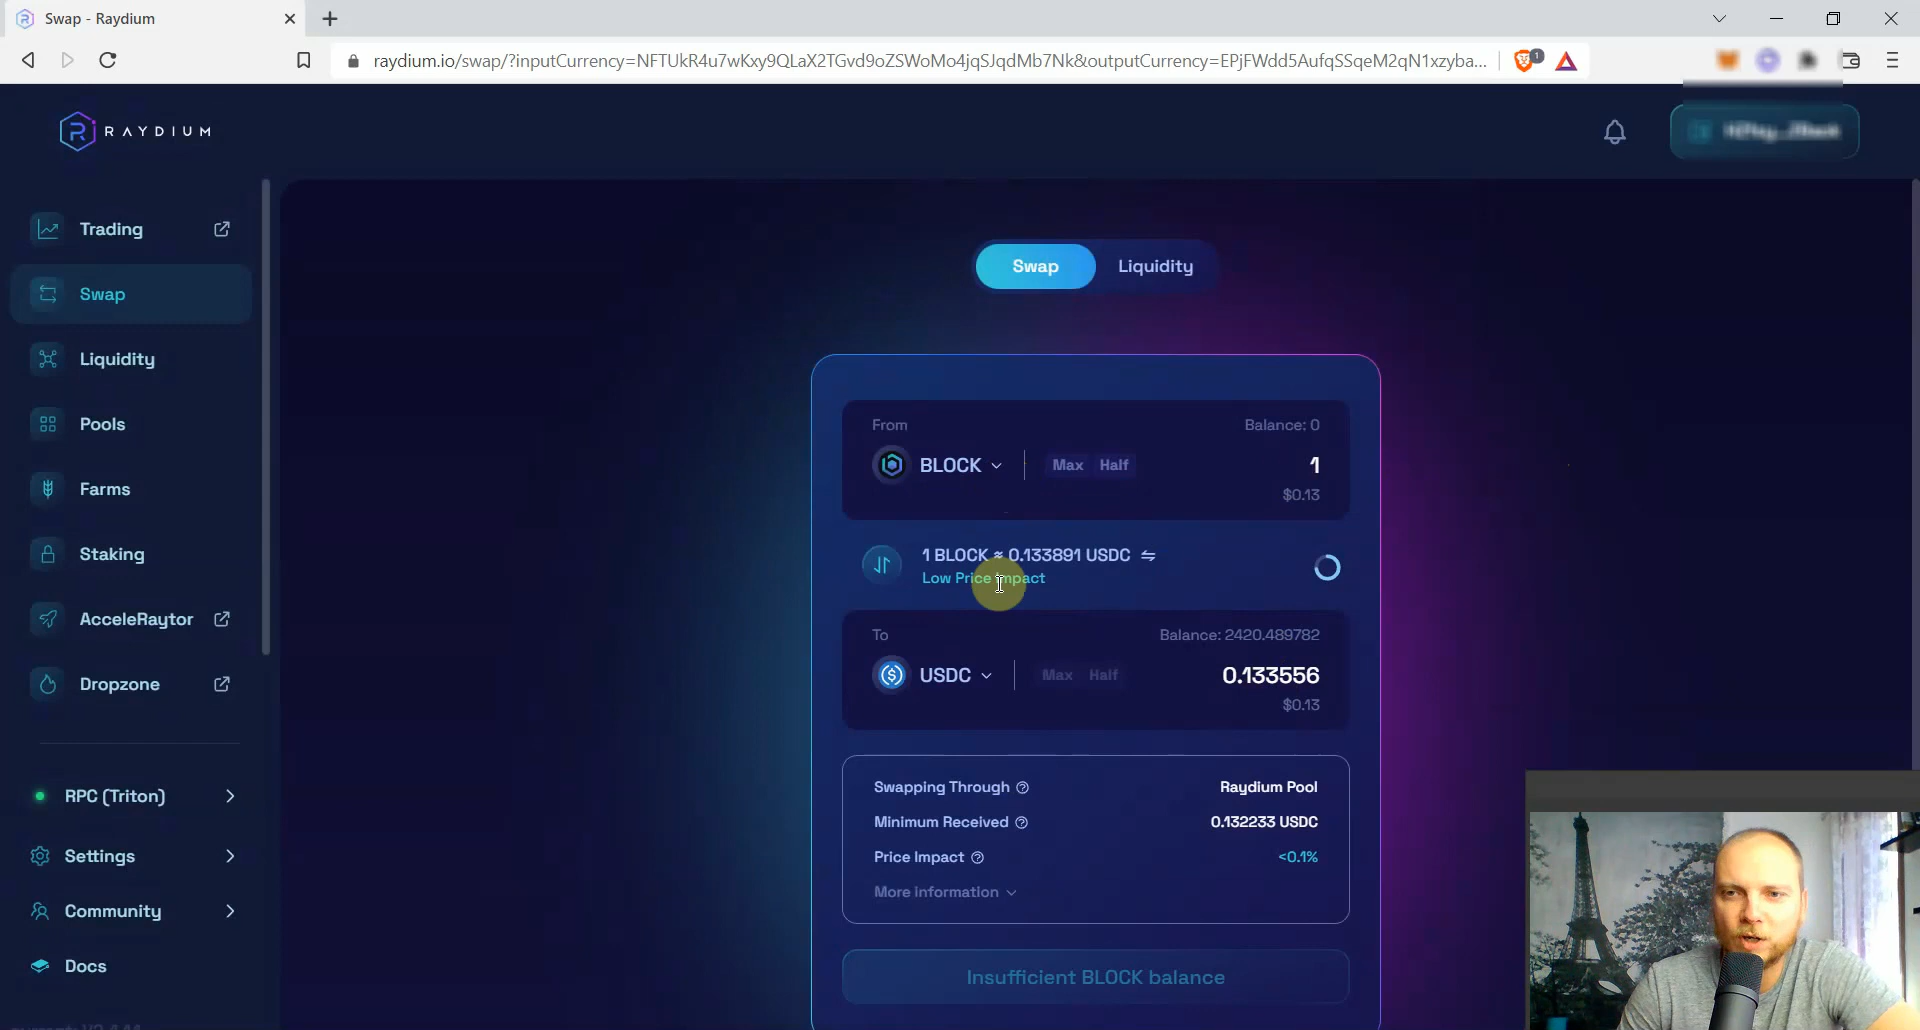 Swap - Raydium
raydium.io/swap/?inputCurrency=NFTUkR4u7wKxy9QLaX2TGvd9oZSWoMo4jqSJqdMb7Nk&outputCurrency=EPjFWdd5AufqSSqeM2qN1xzyba...
1
RAYDIUM
Trading
Swap
Liquidity
Pools
Farms
Staking
AcceleRaytor
Dropzone
RPC (Triton)
Settings
Community
Docs
Swap Liquidity
From Balance: 0
BLOCK Max Half 1
$0.13
1 BLOCK ≈ 0.133891 USDC
Low Price Impact
To Balance: 2420.489782
USDC Max Half 0.133556
$0.13
Swapping Through Raydium Pool
Minimum Received 0.132233 USDC
Price Impact <0.1%
More information
Insufficient BLOCK balance